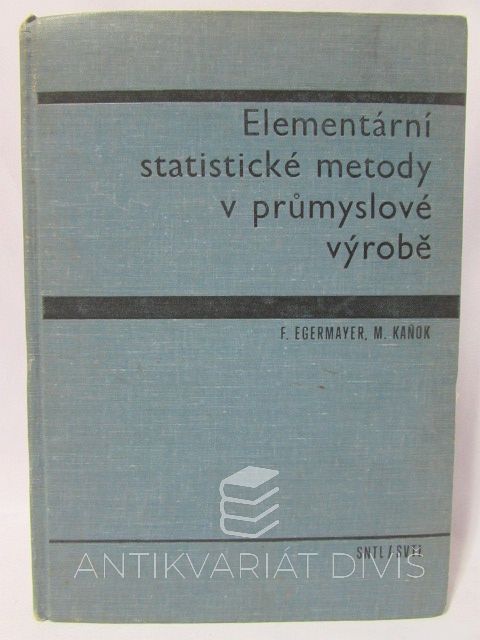 Elementární
statistické metody
v průmyslové
výrobě
F. EGERMAYER, M. KAŇOK
SNTL / SVTL
ANTIKVARIÁT DIVIŠ